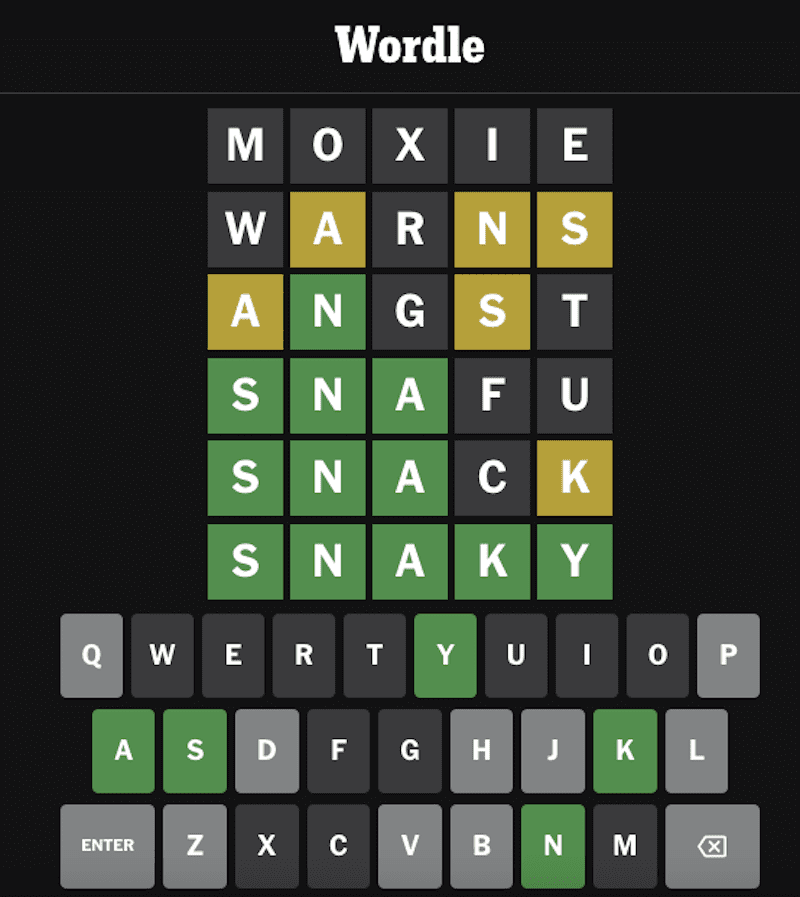 Wordle
M O X I E
W A R N S
A N G S T
S N A F U
S N A C K
S N A K Y
Q W E R T Y U I O P
A S D F G H J K L
ENTER Z X C V B N M